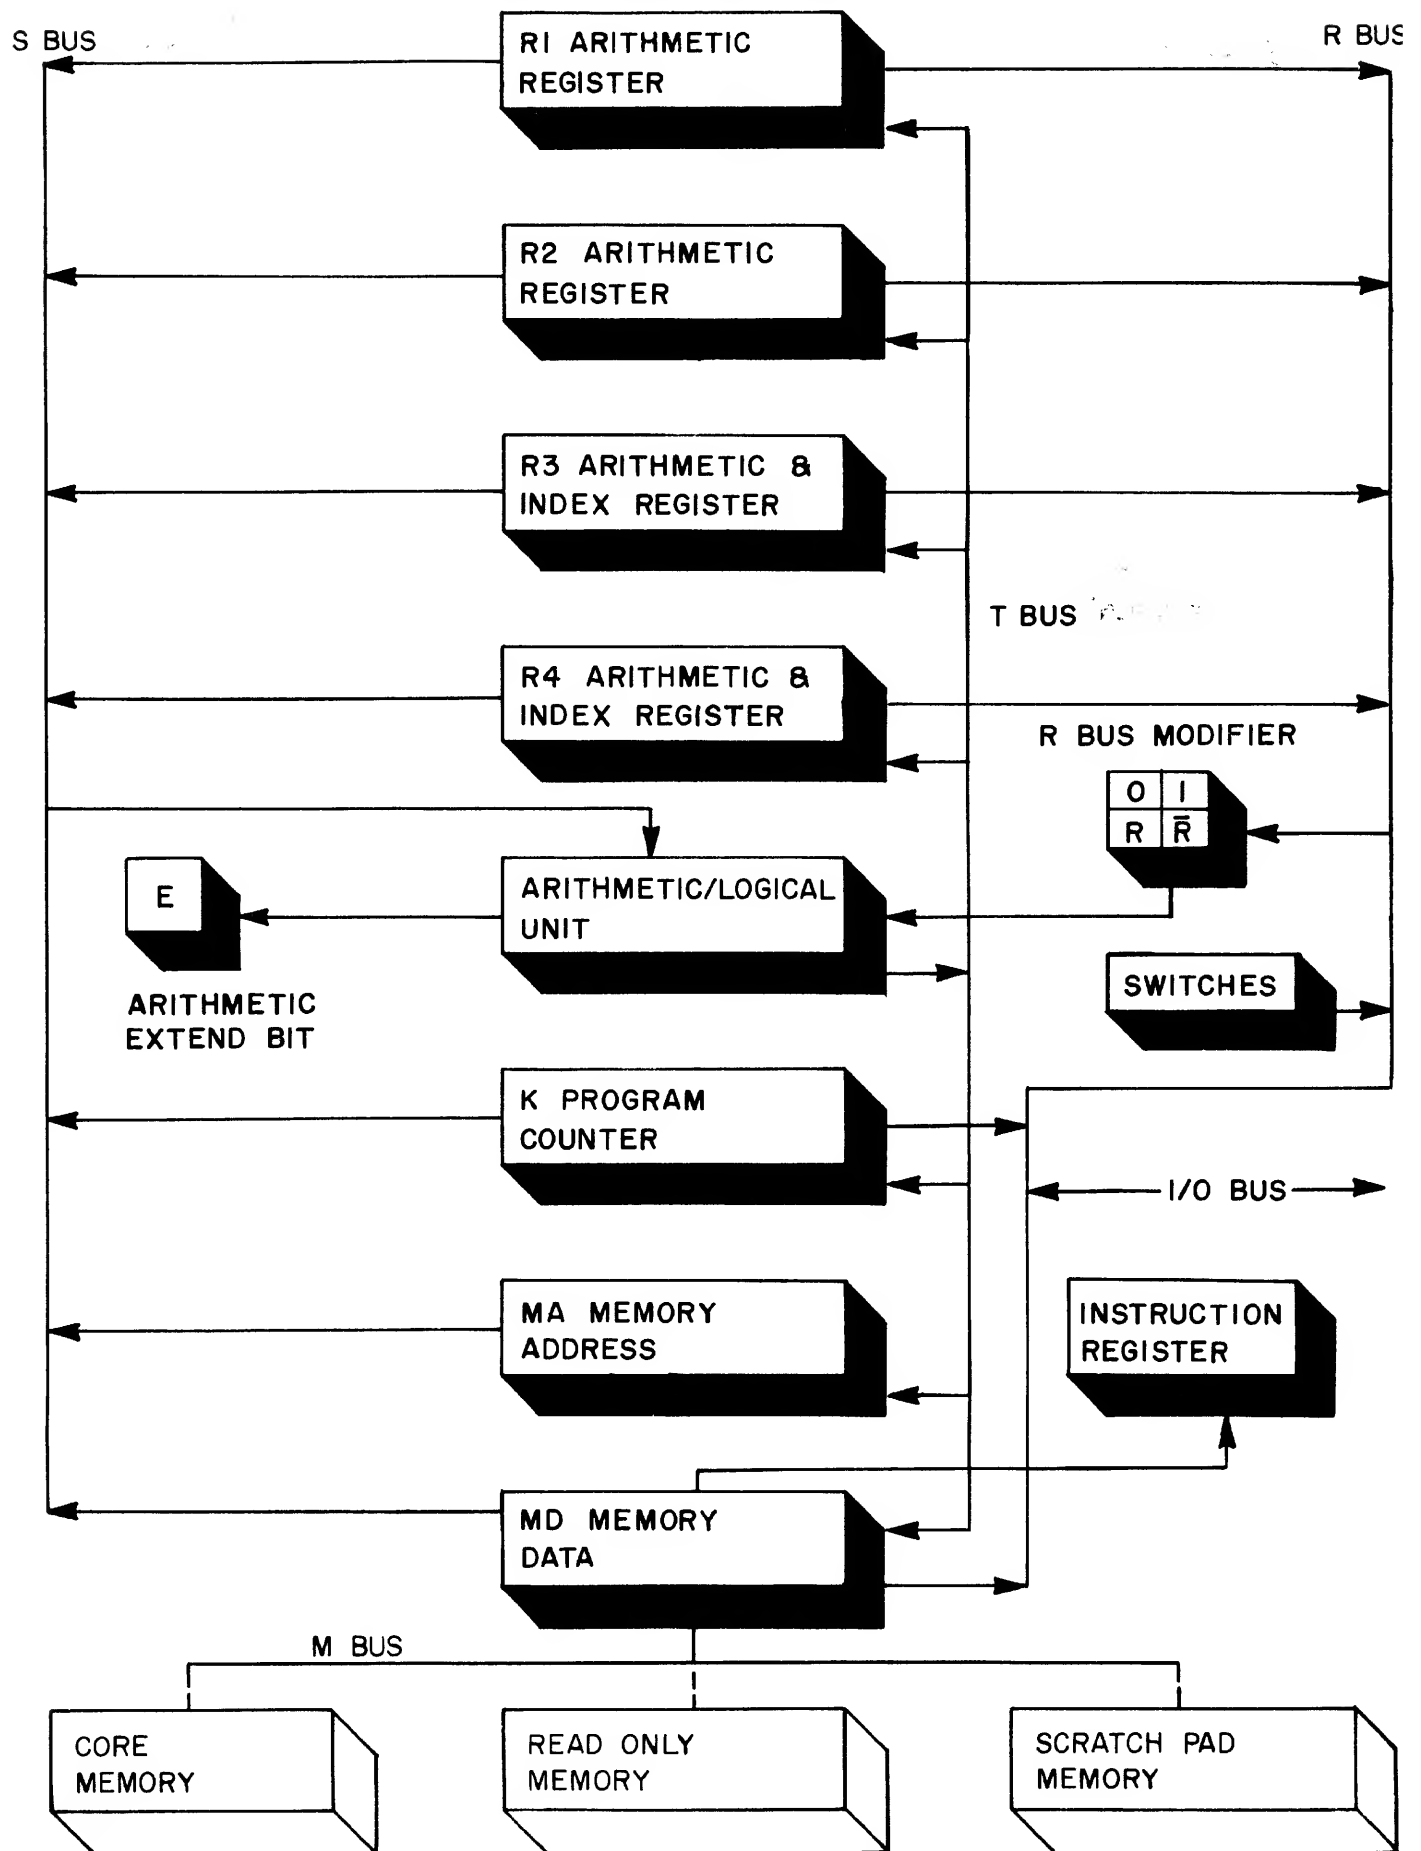 S BUS
R BUS
R1 ARITHMETIC
REGISTER
R2 ARITHMETIC
REGISTER
R3 ARITHMETIC &
INDEX REGISTER
T BUS
R4 ARITHMETIC &
INDEX REGISTER
R BUS MODIFIER
0 1
R R̅
E
ARITHMETIC/LOGICAL
UNIT
SWITCHES
ARITHMETIC
EXTEND BIT
K PROGRAM
COUNTER
I/O BUS
MA MEMORY
ADDRESS
INSTRUCTION
REGISTER
MD MEMORY
DATA
M BUS
CORE
MEMORY
READ ONLY
MEMORY
SCRATCH PAD
MEMORY